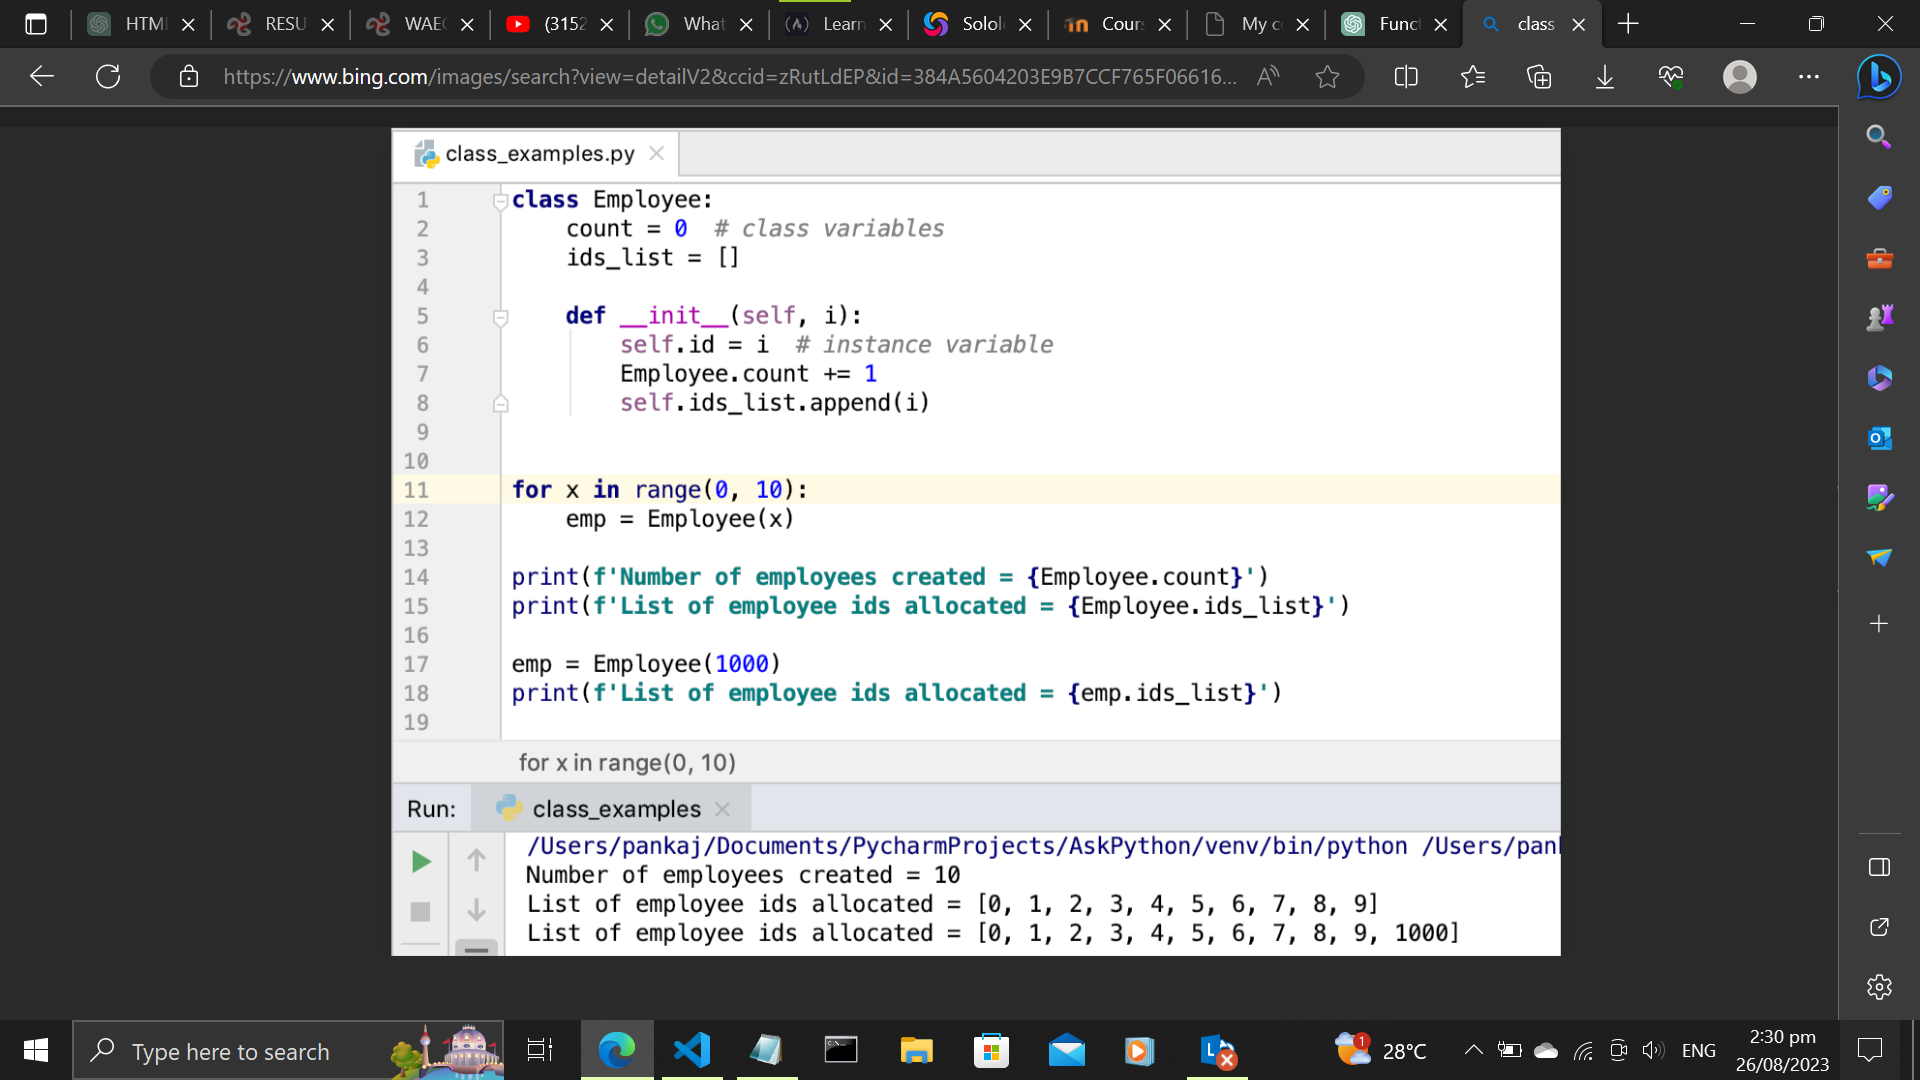 HTMI
RESU
WAEC
(3152
What
Learn
Solol
Cour
My c
Funct
class
https://www.bing.com/images/search?view=detailV2&ccid=zRutLdEP&id=384A5604203E9B7CCF765F06616...
class_examples.py
1 class Employee:
2     count = 0  # class variables
3     ids_list = []
4
5     def __init__(self, i):
6         self.id = i  # instance variable
7         Employee.count += 1
8         self.ids_list.append(i)
9
10
11 for x in range(0, 10):
12     emp = Employee(x)
13
14 print(f'Number of employees created = {Employee.count}')
15 print(f'List of employee ids allocated = {Employee.ids_list}')
16
17 emp = Employee(1000)
18 print(f'List of employee ids allocated = {emp.ids_list}')
19
for x in range(0, 10)
Run: class_examples
/Users/pankaj/Documents/PycharmProjects/AskPython/venv/bin/python /Users/pank
Number of employees created = 10
List of employee ids allocated = [0, 1, 2, 3, 4, 5, 6, 7, 8, 9]
List of employee ids allocated = [0, 1, 2, 3, 4, 5, 6, 7, 8, 9, 1000]
Type here to search
1
28°C
ENG
2:30 pm
26/08/2023